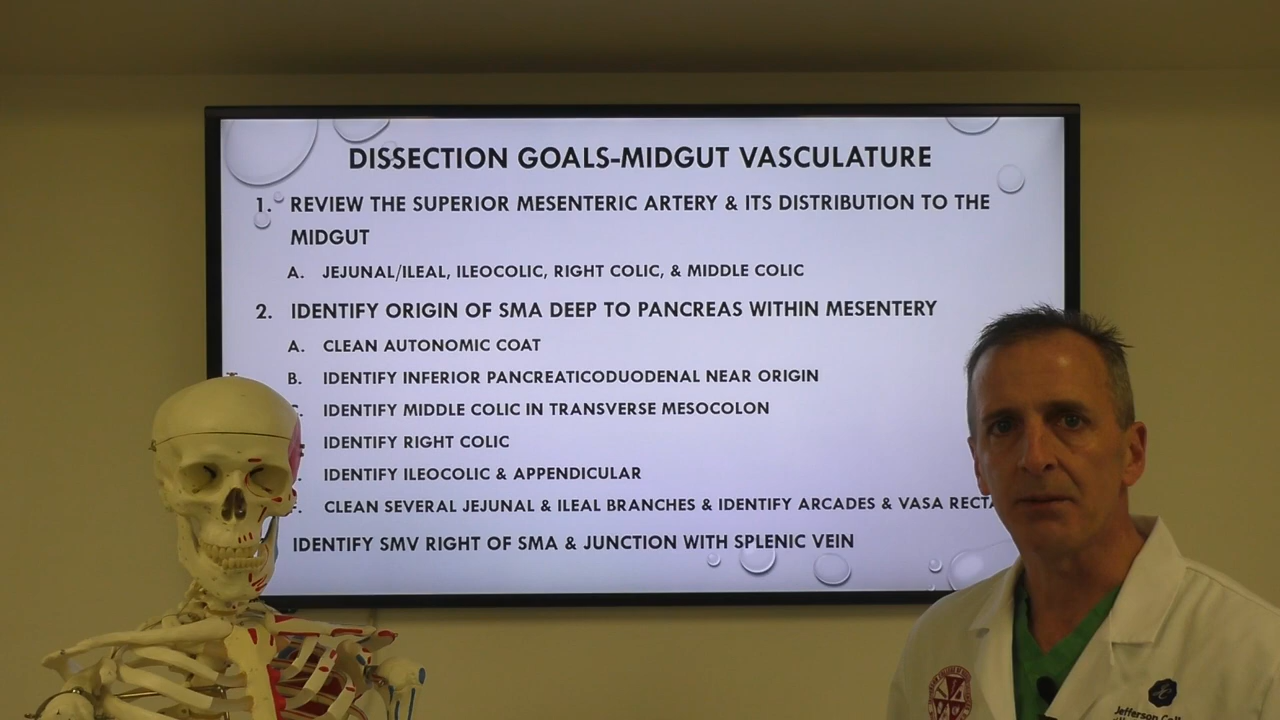 DISSECTION GOALS-MIDGUT VASCULATURE
1. REVIEW THE SUPERIOR MESENTERIC ARTERY & ITS DISTRIBUTION TO THE
MIDGUT
A. JEJUNAL/ILEAL, ILEOCOLIC, RIGHT COLIC, & MIDDLE COLIC
2. IDENTIFY ORIGIN OF SMA DEEP TO PANCREAS WITHIN MESENTERY
A. CLEAN AUTONOMIC COAT
B. IDENTIFY INFERIOR PANCREATICODUODENAL NEAR ORIGIN
IDENTIFY MIDDLE COLIC IN TRANSVERSE MESOCOLON
IDENTIFY RIGHT COLIC
IDENTIFY ILEOCOLIC & APPENDICULAR
F. CLEAN SEVERAL JEJUNAL & ILEAL BRANCHES & IDENTIFY ARCADES & VASA RECTA
IDENTIFY SMV RIGHT OF SMA & JUNCTION WITH SPLENIC VEIN
Jefferson